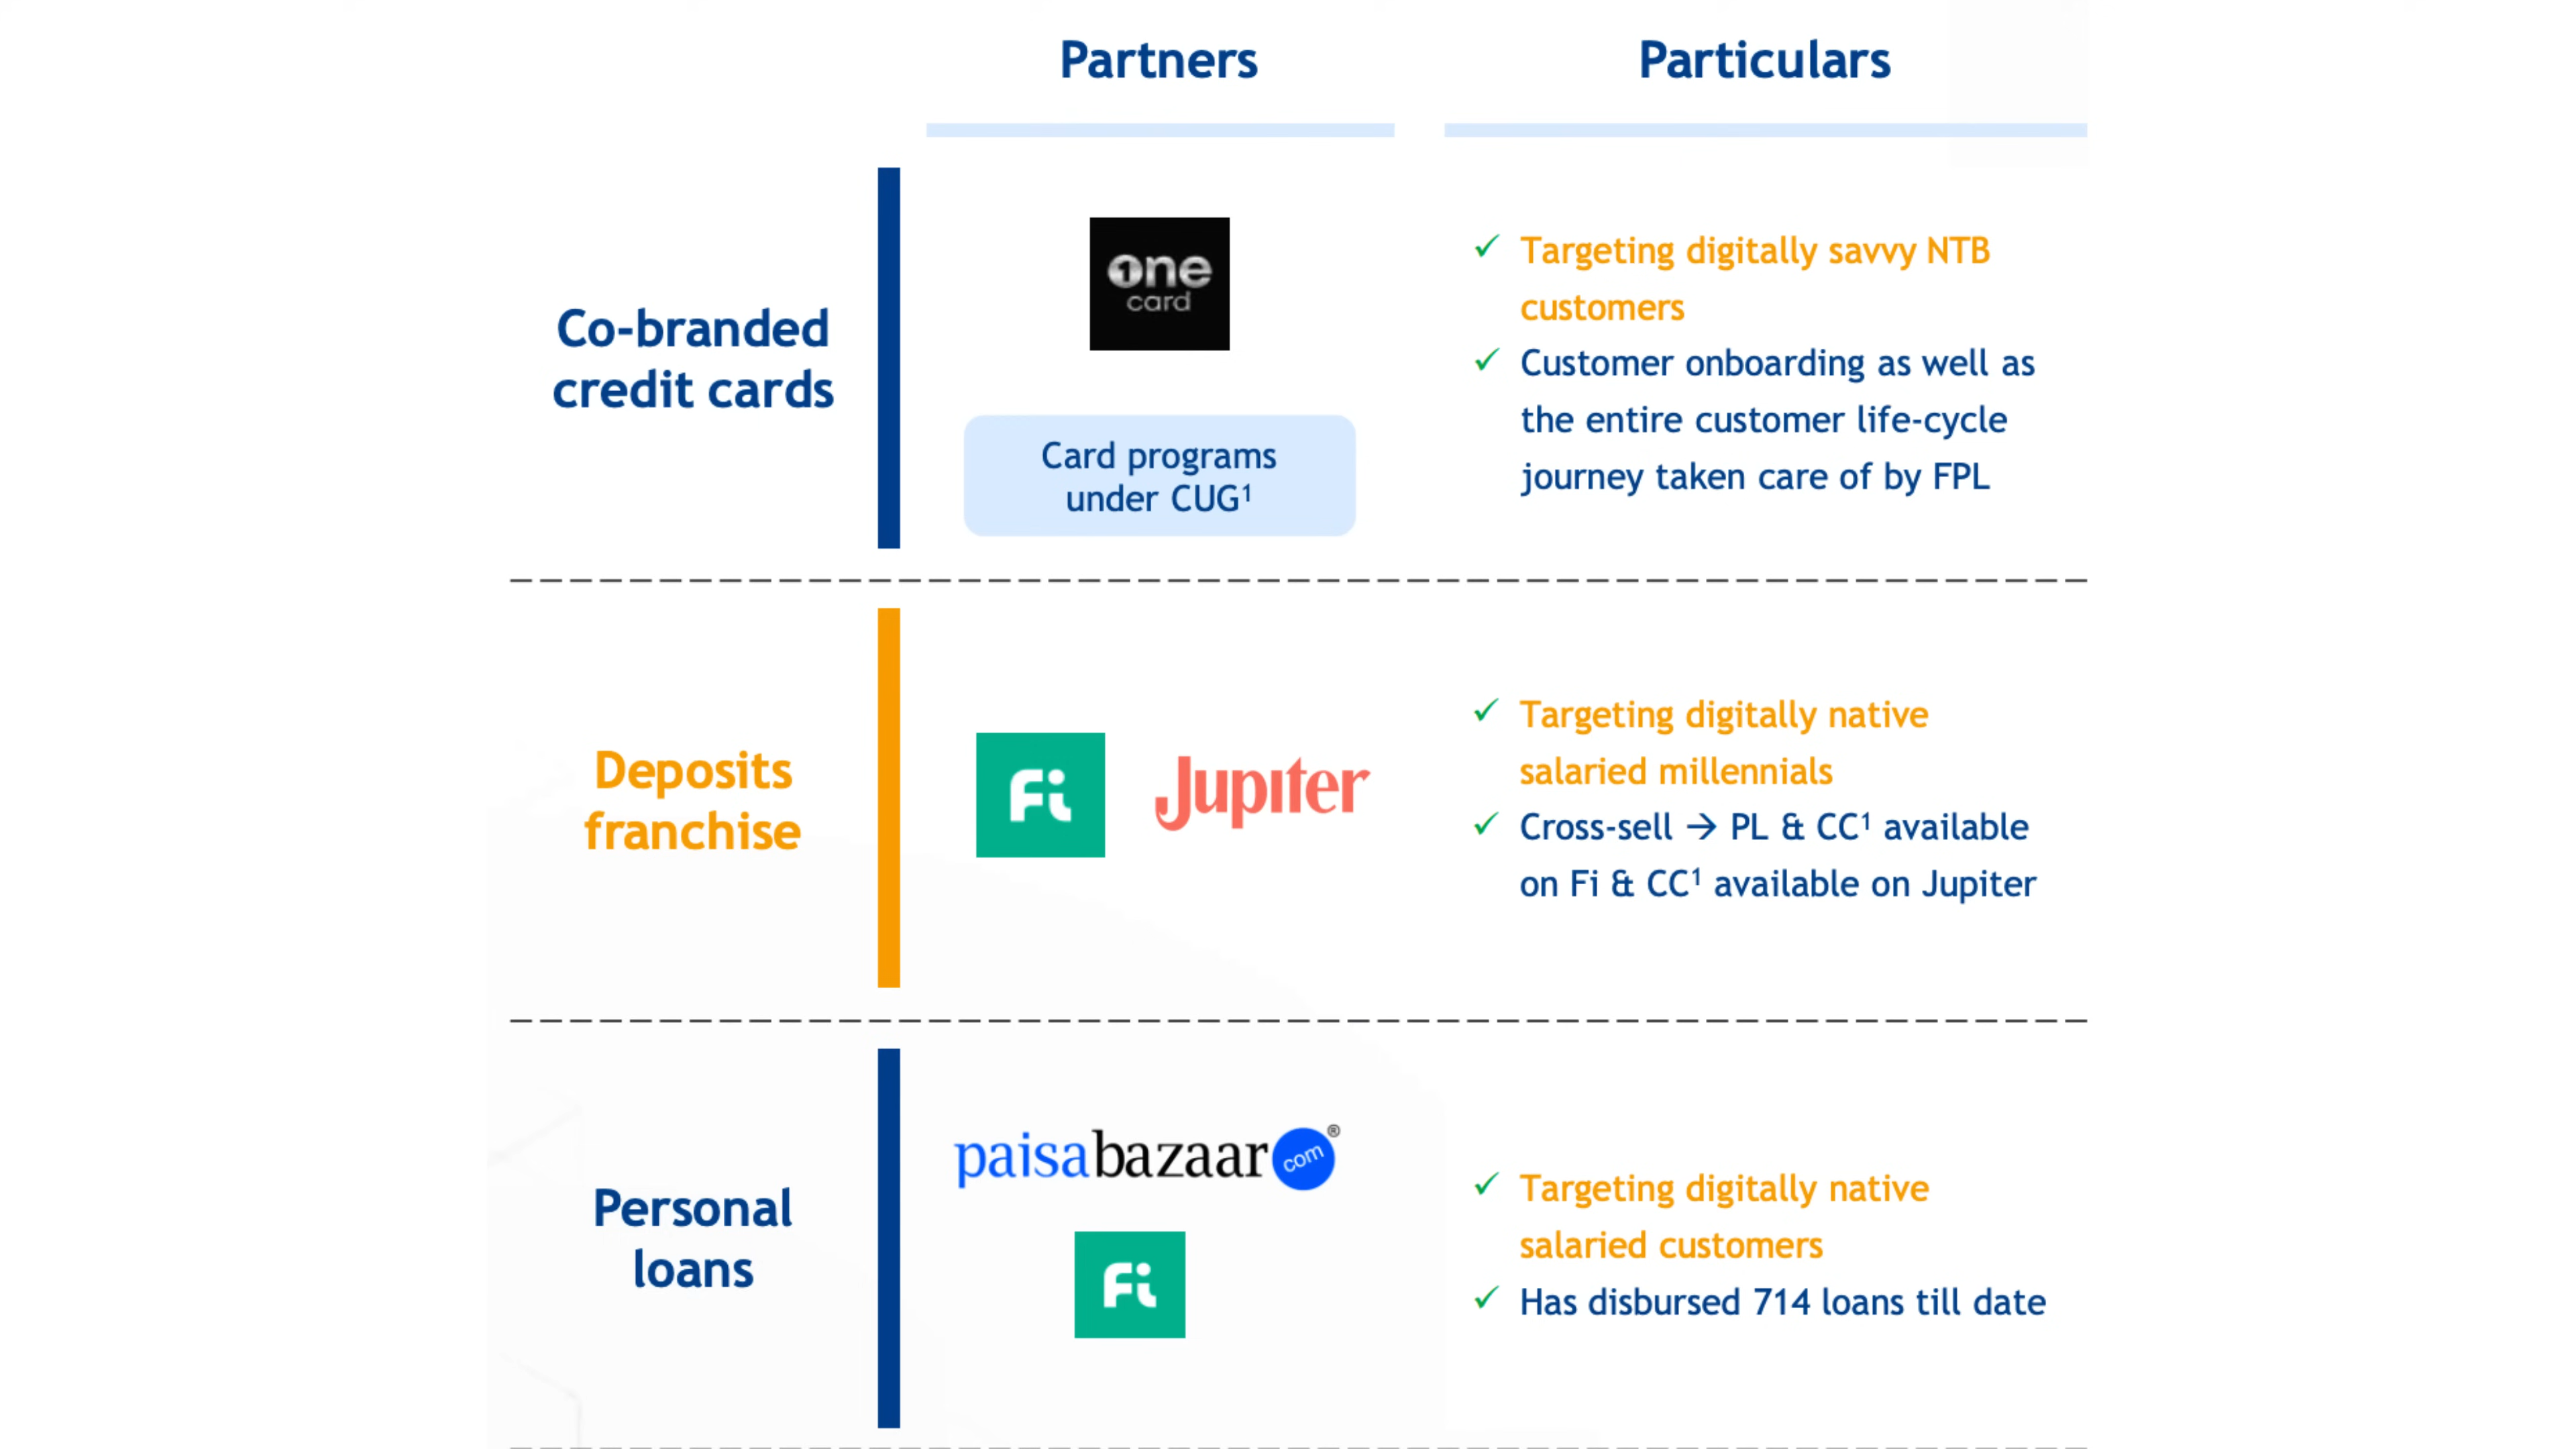 Partners
Particulars
Co-branded
credit cards
one
card
Card programs
under CUG¹
✓ Targeting digitally savvy NTB
customers
✓ Customer onboarding as well as
the entire customer life-cycle
journey taken care of by FPL
Deposits
franchise
Fi
Jupiter
✓ Targeting digitally native
salaried millennials
✓ Cross-sell → PL & CC¹ available
on Fi & CC¹ available on Jupiter
Personal
loans
paisabazaar.com®
Fi
✓ Targeting digitally native
salaried customers
✓ Has disbursed 714 loans till date